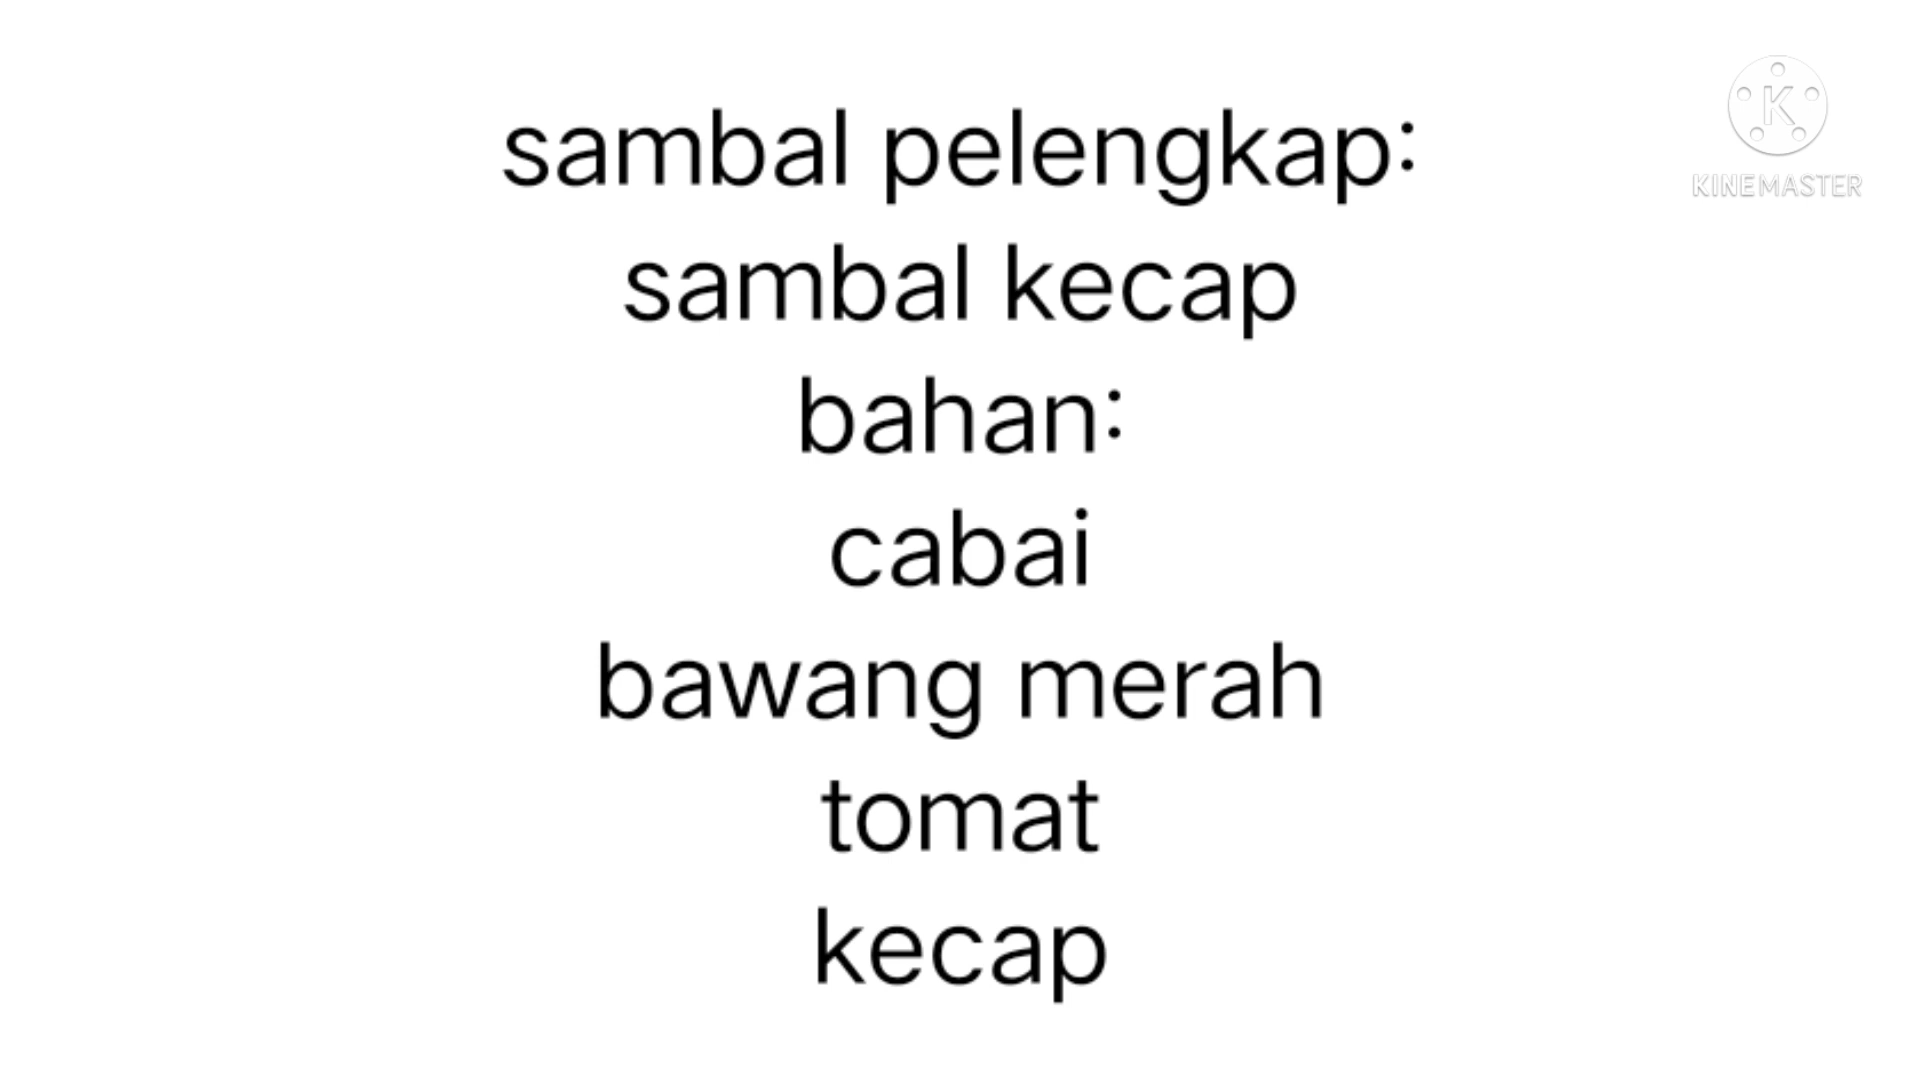 sambal pelengkap:
sambal kecap
bahan:
cabai
bawang merah
tomat
kecap
K
KINEMASTER